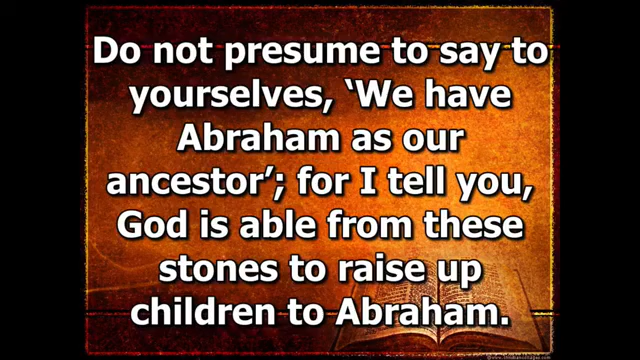 Do not presume to say to
yourselves, ‘We have
Abraham as our
ancestor’; for I tell you,
God is able from these
stones to raise up
children to Abraham.